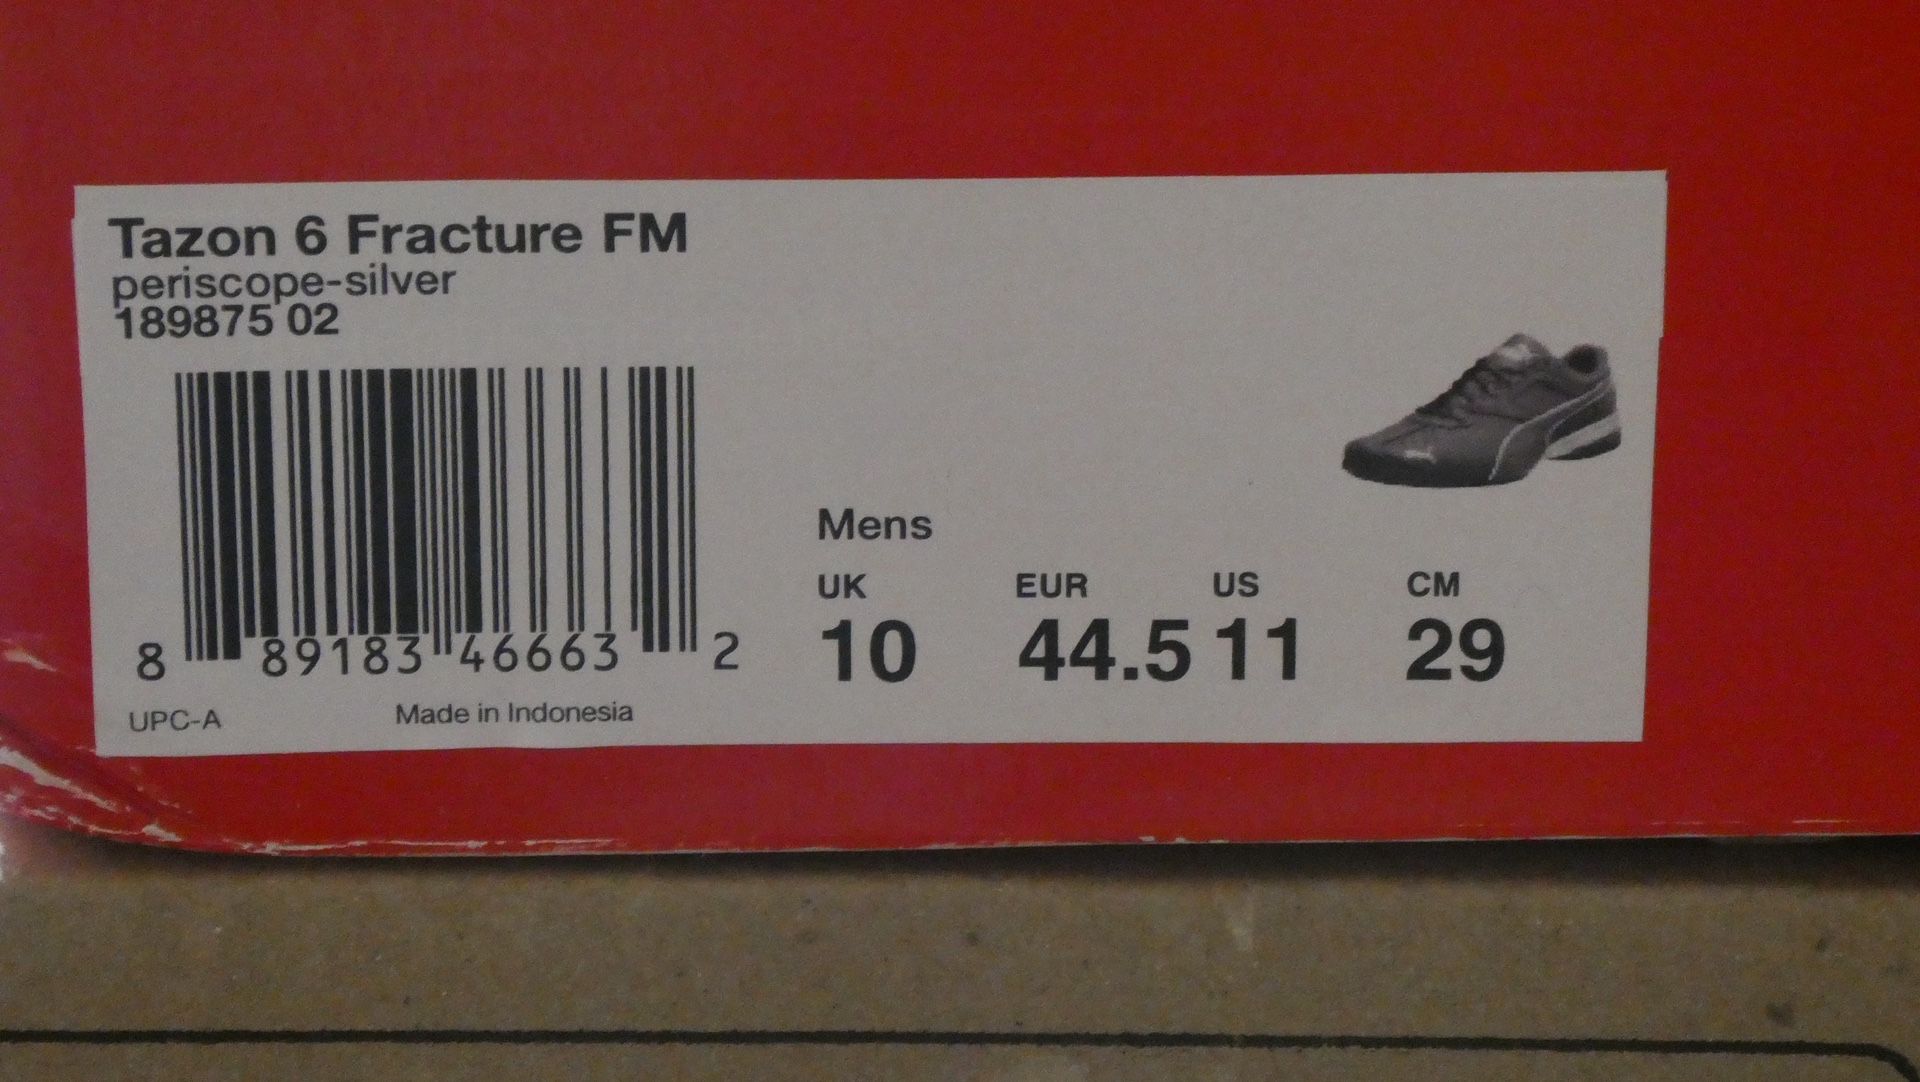 Tazon 6 Fracture FM
periscope-silver
189875 02
8 89183 46663 2
UPC-A Made in Indonesia
Mens
UK EUR US CM
10 44.5 11 29